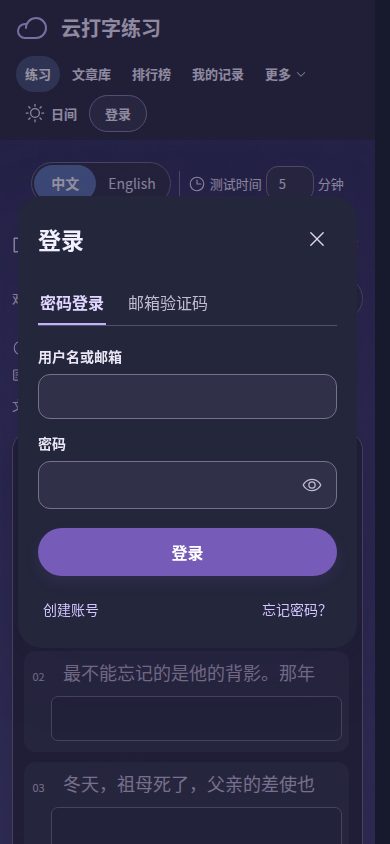 云打字练习
练习 文章库 排行榜 我的记录 更多
日间 登录
中文 English 测试时间 5 分钟
登录
密码登录 邮箱验证码
用户名或邮箱
密码
登录
创建账号 忘记密码?
02 最不能忘记的是他的背影。那年
03 冬天，祖母死了，父亲的差使也